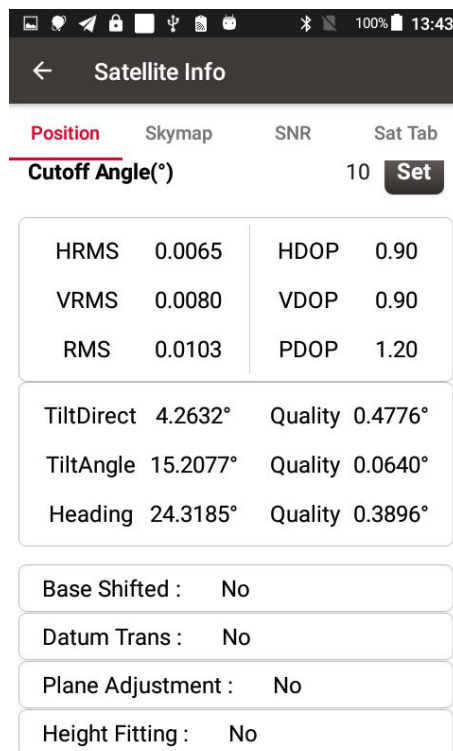 100% 13:43
Satellite Info
Position Skymap SNR Sat Tab
Cutoff Angle(°) 10 Set
HRMS 0.0065 HDOP 0.90
VRMS 0.0080 VDOP 0.90
RMS 0.0103 PDOP 1.20
TiltDirect 4.2632° Quality 0.4776°
TiltAngle 15.2077° Quality 0.0640°
Heading 24.3185° Quality 0.3896°
Base Shifted : No
Datum Trans : No
Plane Adjustment : No
Height Fitting : No